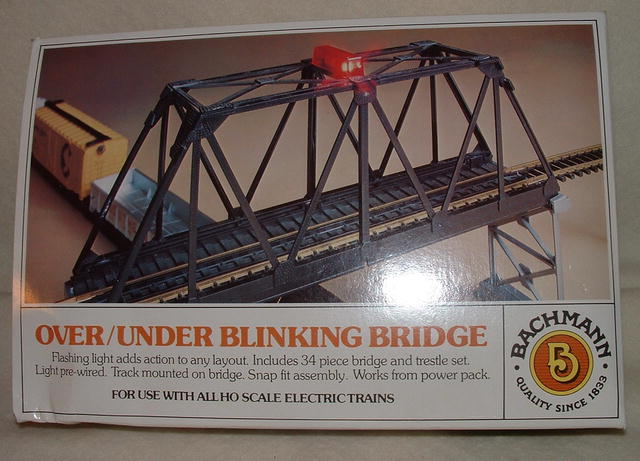 OVER/UNDER BLINKING BRIDGE
Flashing light adds action to any layout. Includes 34 piece bridge and trestle set.
Light pre-wired. Track mounted on bridge. Snap fit assembly. Works from power pack.
FOR USE WITH ALL HO SCALE ELECTRIC TRAINS
BACHMANN
B
QUALITY SINCE 1833